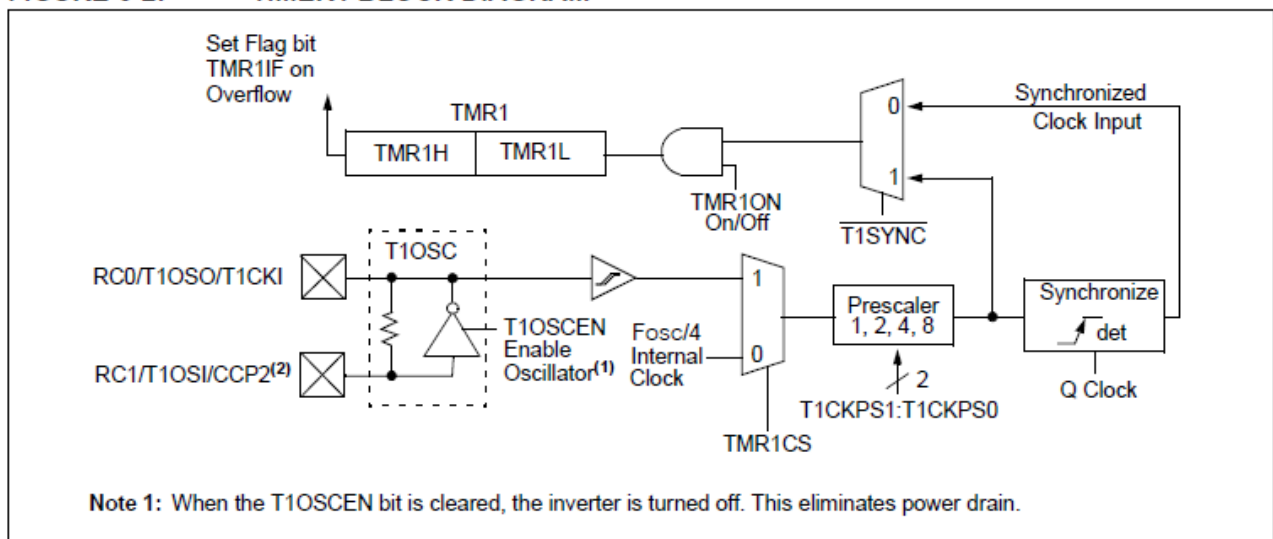 Set Flag bit
TMR1IF on
Overflow
TMR1
TMR1H TMR1L
TMR1ON
On/Off
0
1
T1SYNC
Synchronized
Clock Input
T1OSC
RC0/T1OSO/T1CKI
RC1/T1OSI/CCP2(2)
T1OSCEN
Enable
Oscillator(1)
Fosc/4
Internal
Clock
1
0
TMR1CS
Prescaler
1, 2, 4, 8
2
T1CKPS1:T1CKPS0
Synchronize
det
Q Clock
Note 1: When the T1OSCEN bit is cleared, the inverter is turned off. This eliminates power drain.